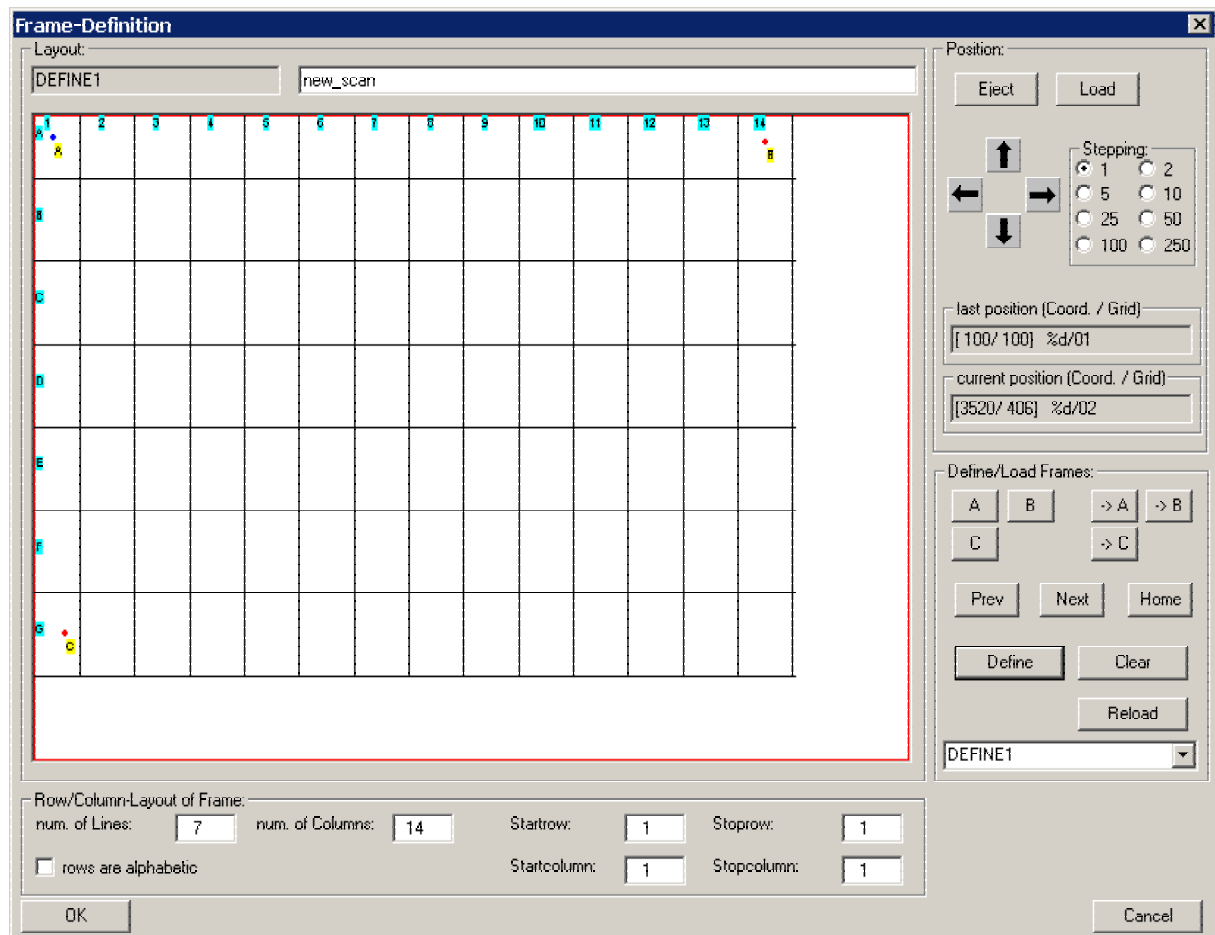 Frame-Definition
Layout:
DEFINE1 new_scan
1 2 3 4 5 6 7 8 9 10 11 12 13 14
A
A B
B
C
D
E
F
G
C
Row/Column-Layout of Frame:
num. of Lines: 7 num. of Columns: 14 Startrow: 1 Stoprow: 1
rows are alphabetic Startcolumn: 1 Stopcolumn: 1
OK
Position:
Eject Load
Stepping:
1 2
5 10
25 50
100 250
last position (Coord. / Grid)
[ 100/ 100] %d/01
current position (Coord. / Grid)
[3520/ 406] %d/02
Define/Load Frames:
A B -> A -> B
C -> C
Prev Next Home
Define Clear
Reload
DEFINE1
Cancel